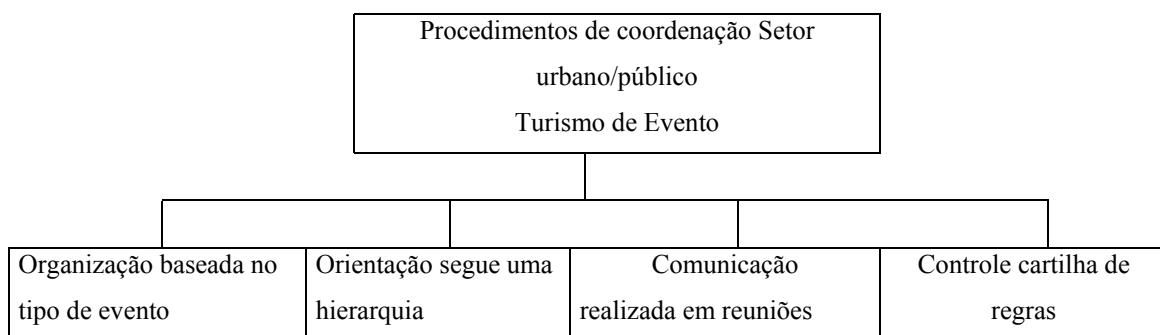 Procedimentos de coordenação Setor
urbano/público
Turismo de Evento
Organização baseada no
tipo de evento
Orientação segue uma
hierarquia
Comunicação
realizada em reuniões
Controle cartilha de
regras